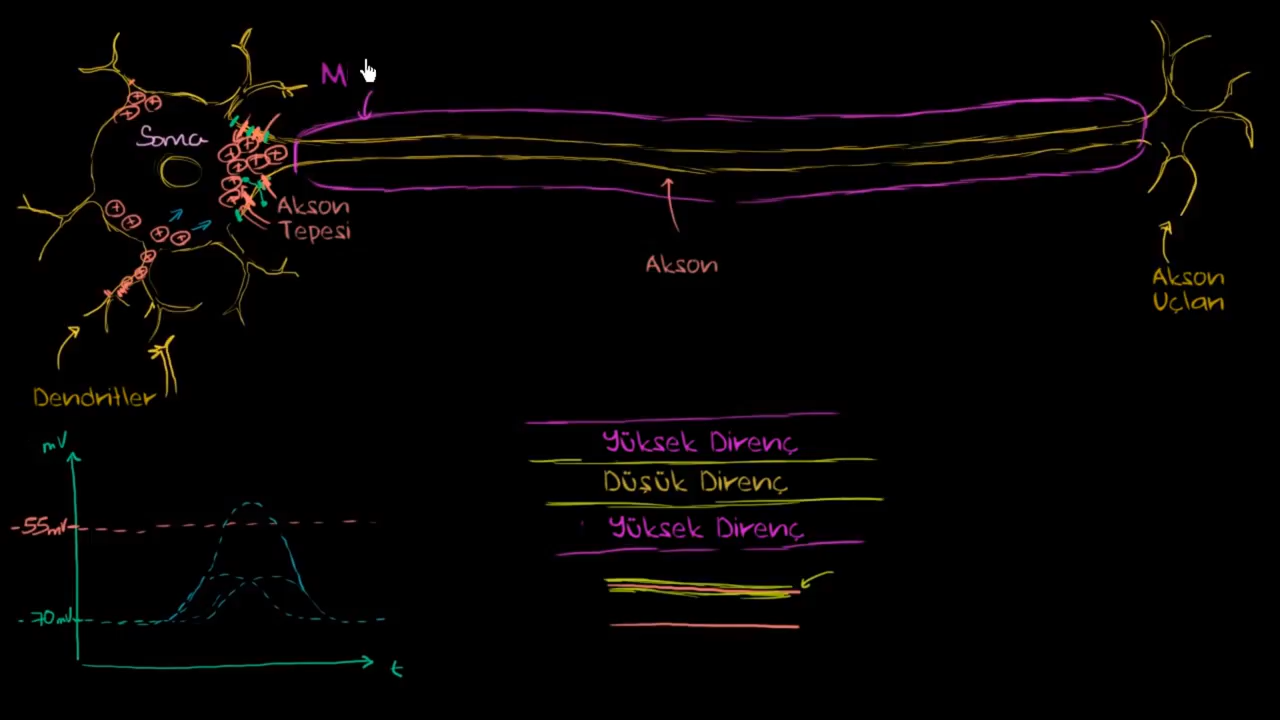 M
Soma
Akson
Tepesi
Akson
Akson
Uçları
Dendritler
mV
-55mV
-70mV
t
Yüksek Direnç
Düşük Direnç
Yüksek Direnç